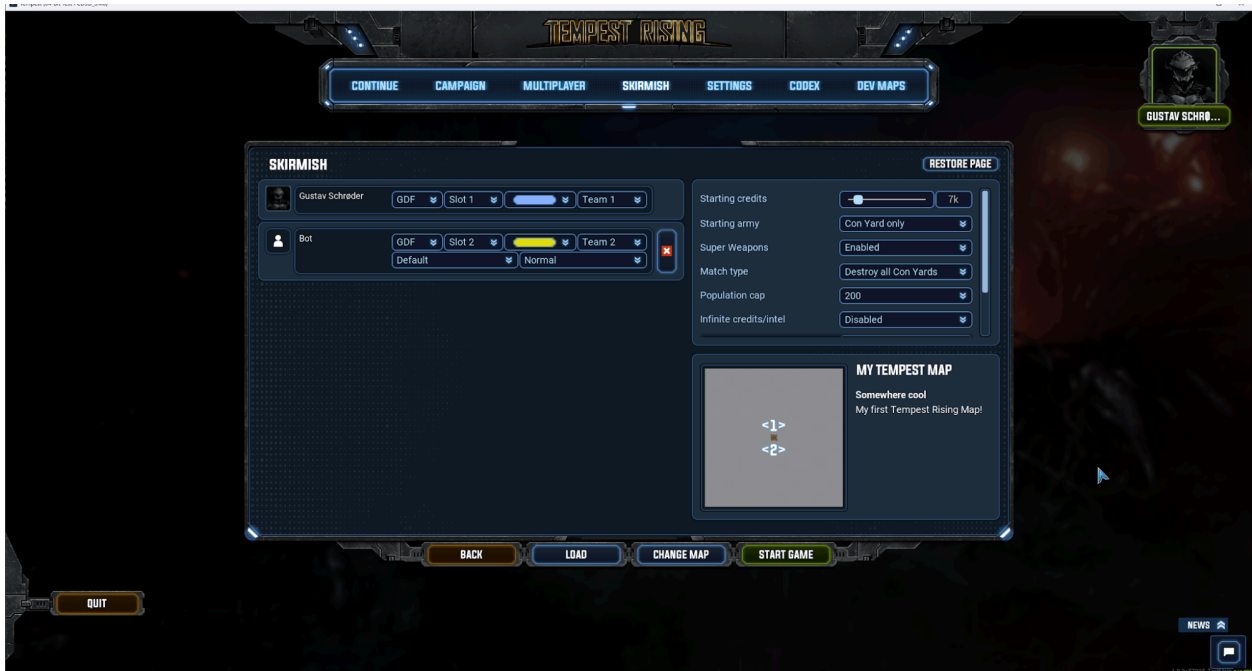 TEMPEST RISING
CONTINUE CAMPAIGN MULTIPLAYER SKIRMISH SETTINGS CODEX DEV MAPS
GUSTAV SCHRØ...
SKIRMISH
RESTORE PAGE
Gustav Schrøder GDF Slot 1 Team 1
Bot GDF Slot 2 Team 2
Default Normal
Starting credits 7k
Starting army Con Yard only
Super Weapons Enabled
Match type Destroy all Con Yards
Population cap 200
Infinite credits/intel Disabled
<1>
<2>
MY TEMPEST MAP
Somewhere cool
My first Tempest Rising Map!
BACK LOAD CHANGE MAP START GAME
QUIT
NEWS